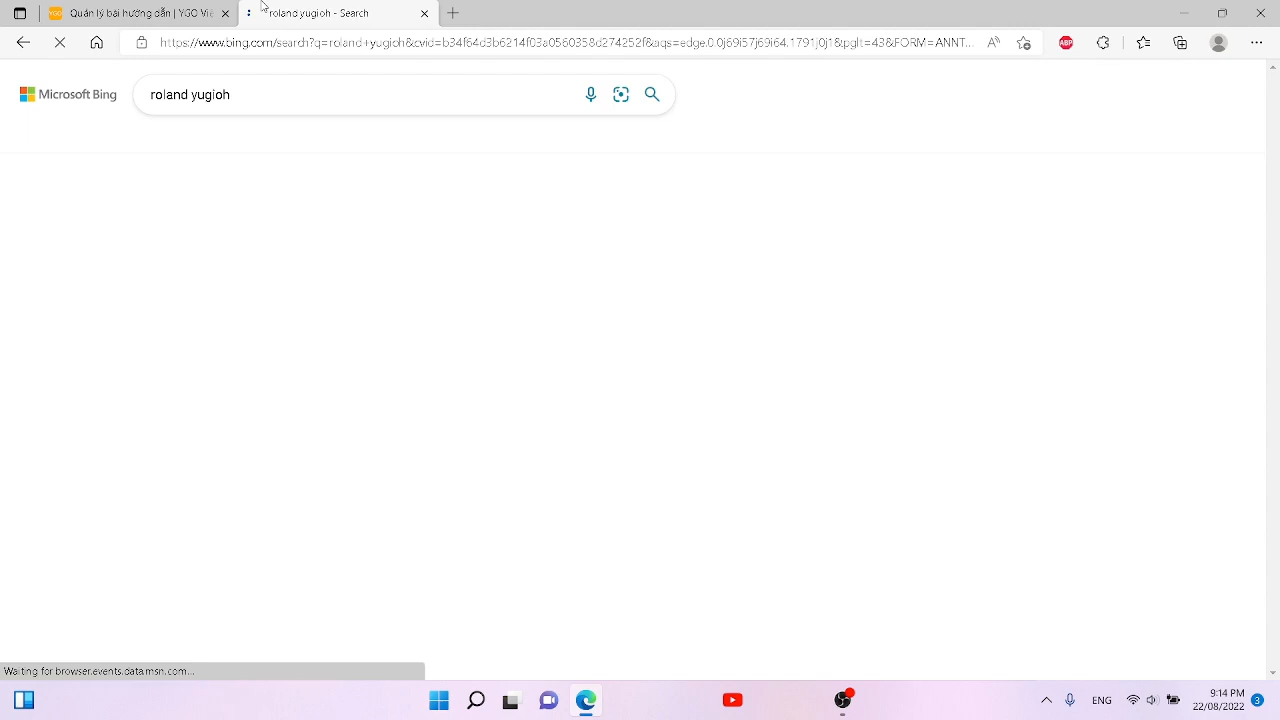 Quản lý bài hướng dẫn | YGO Việ
roland yugioh - Search
https://www.bing.com/search?q=roland+yugioh&cvid=b34f64d3b6214f03a0560358d274252f&aqs=edge.0.0j69i57j69i64.1791j0j1&pglt=43&FORM=ANNT...
ABP
Microsoft Bing
roland yugioh
Waiting for browser.events.data.msn.com...
ENG
9:14 PM
22/08/2022
3